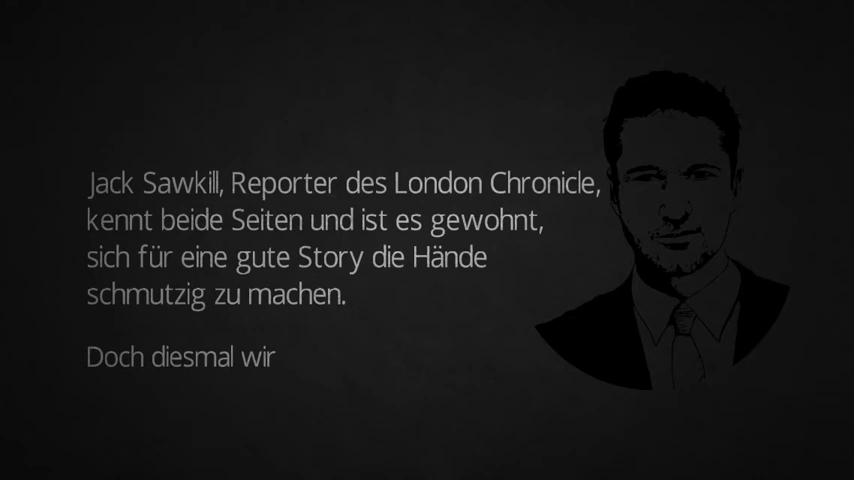 Jack Sawkill, Reporter des London Chronicle,
kennt beide Seiten und ist es gewohnt,
sich für eine gute Story die Hände
schmutzig zu machen.
Doch diesmal wir